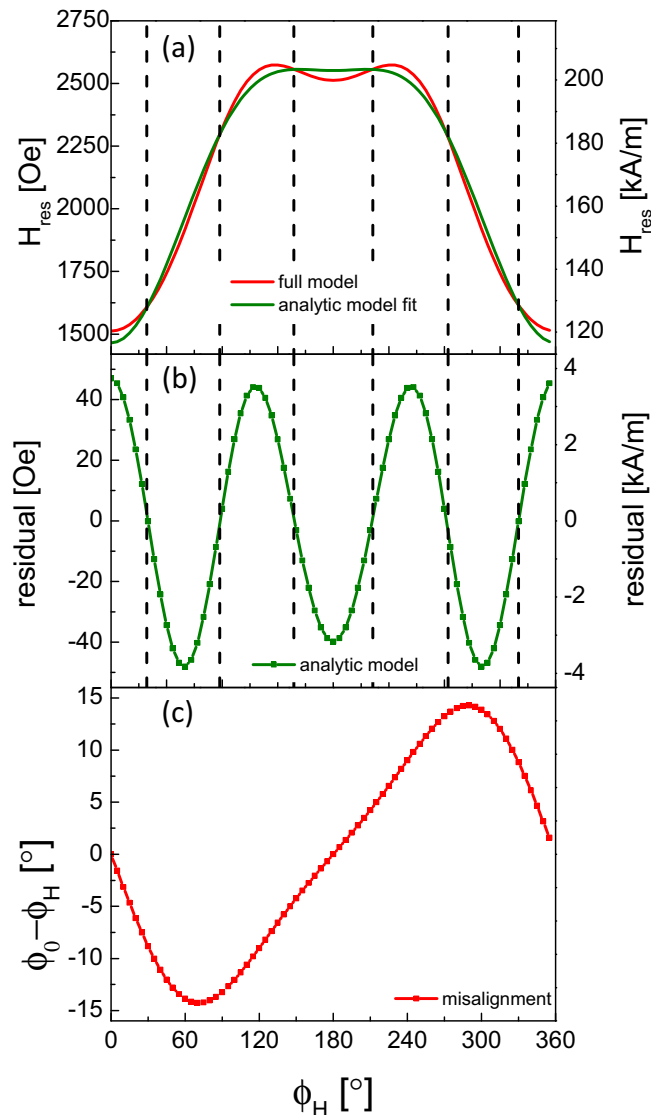 (a)
2750
2500
2250
2000
1750
1500
H_res [Oe]
200
180
160
140
120
H_res [kA/m]
full model
analytic model fit
(b)
40
20
0
-20
-40
residual [Oe]
4
2
0
-2
-4
residual [kA/m]
analytic model
(c)
15
10
5
0
-5
-10
-15
ϕ₀−ϕ_H [°]
misalignment
0 60 120 180 240 300 360
ϕ_H [°]